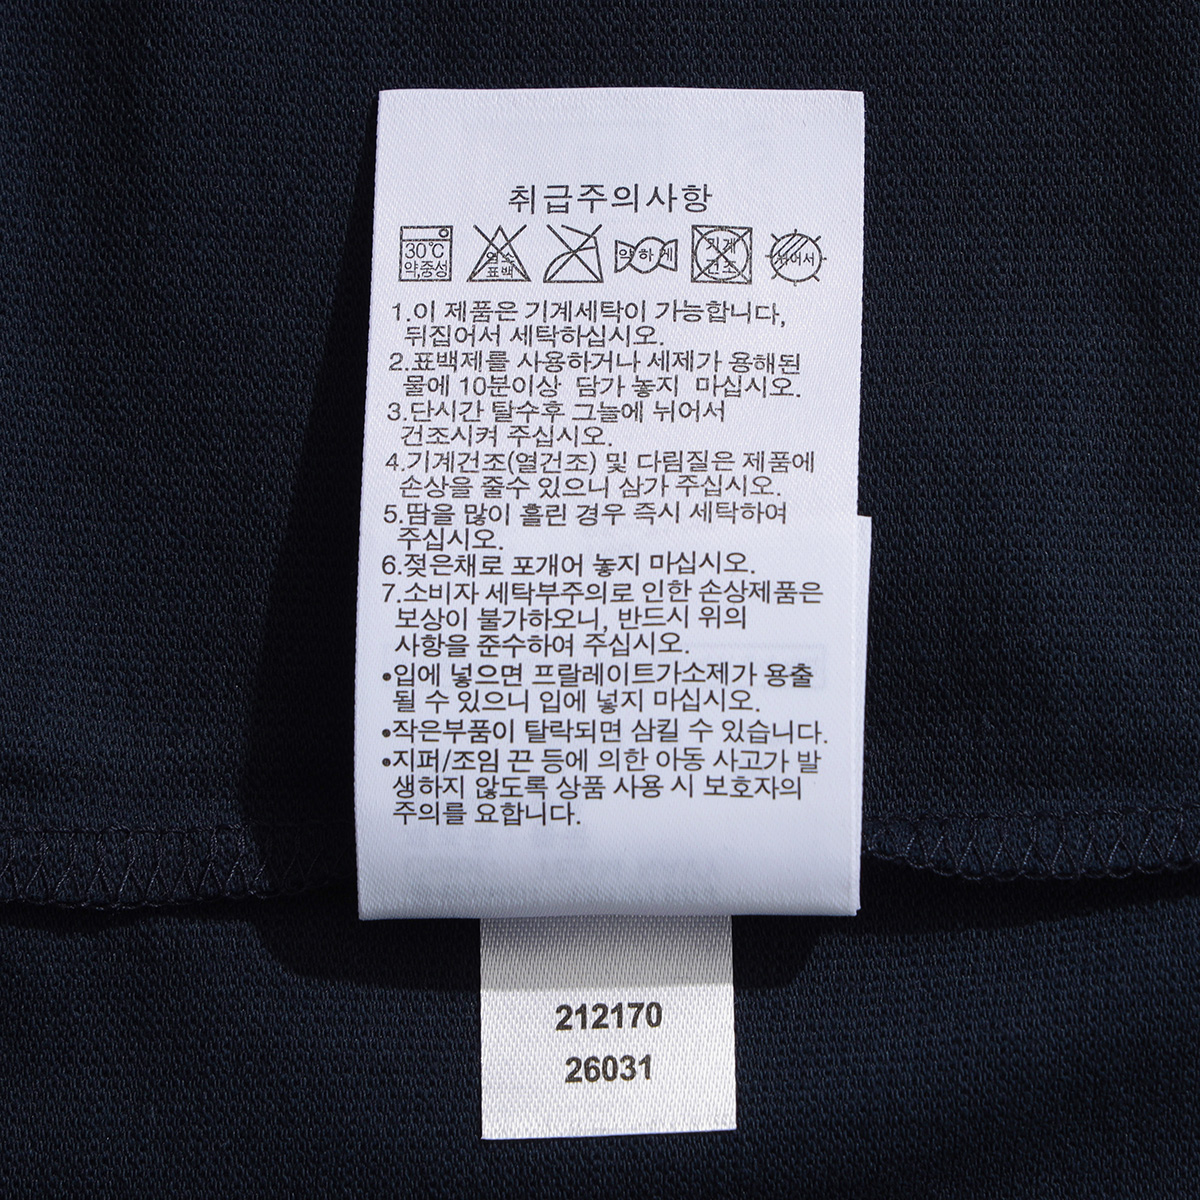 취급주의사항
30℃ 약,중성 염소 표백 약하게 기계 건조 뉘어서
1.이 제품은 기계세탁이 가능합니다,
뒤집어서 세탁하십시오.
2.표백제를 사용하거나 세제가 용해된
물에 10분이상 담가 놓지 마십시오.
3.단시간 탈수후 그늘에 뉘어서
건조시켜 주십시오.
4.기계건조(열건조) 및 다림질은 제품에
손상을 줄수 있으니 삼가 주십시오.
5.땀을 많이 흘린 경우 즉시 세탁하여
주십시오.
6.젖은채로 포개어 놓지 마십시오.
7.소비자 세탁부주의로 인한 손상제품은
보상이 불가하오니, 반드시 위의
사항을 준수하여 주십시오.
•입에 넣으면 프탈레이트가소제가 용출
될 수 있으니 입에 넣지 마십시오.
•작은부품이 탈락되면 삼킬 수 있습니다.
•지퍼/조임 끈 등에 의한 아동 사고가 발
생하지 않도록 상품 사용 시 보호자의
주의를 요합니다.
212170
26031